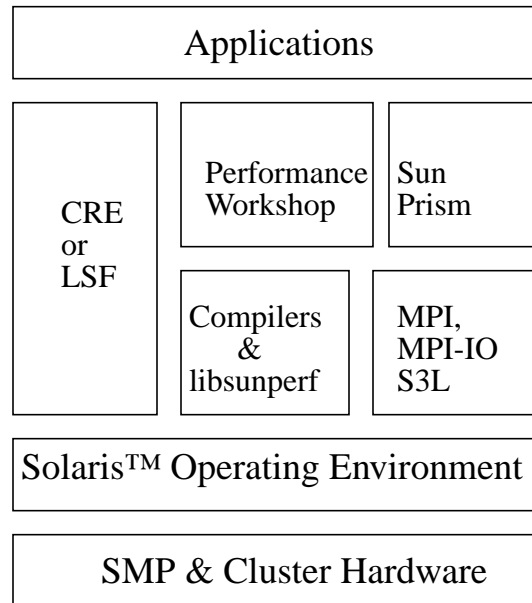 Applications
CRE
or
LSF
Performance
Workshop
Sun
Prism
Compilers
&
libsunperf
MPI,
MPI-IO
S3L
Solaris™ Operating Environment
SMP & Cluster Hardware